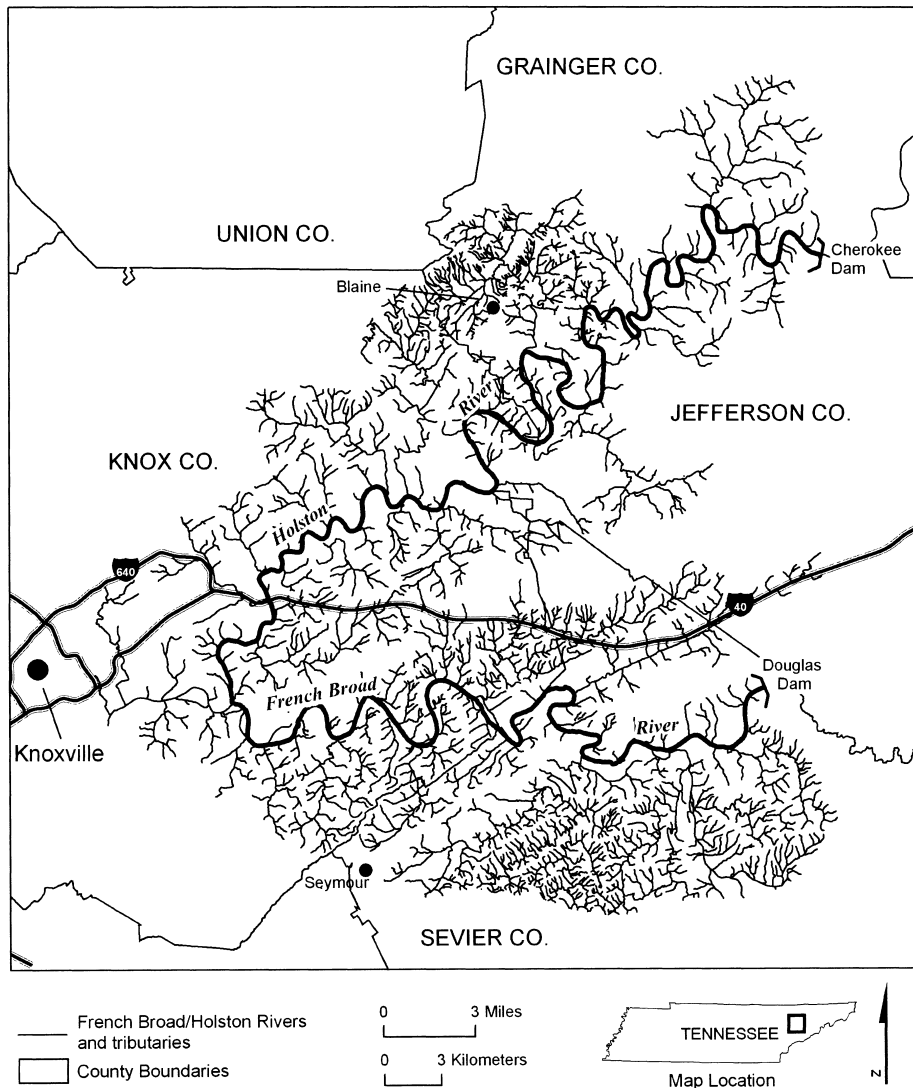 GRAINGER CO.
UNION CO.
Cherokee
Dam
Blaine
River
JEFFERSON CO.
KNOX CO.
Holston
640
40
Douglas
Dam
French Broad
River
Knoxville
Seymour
SEVIER CO.
French Broad/Holston Rivers
and tributaries
County Boundaries
0 3 Miles
0 3 Kilometers
TENNESSEE
Map Location
N